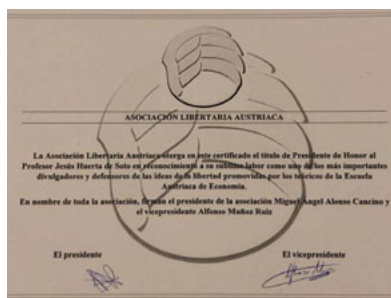 ASOCIACIÓN LIBERTARIA AUSTRIACA
La Asociación Libertaria Austriaca otorga en este certificado el título de Presidente de Honor al
Profesor Jesús Huerta de Soto en reconocimiento a su sublime labor como uno de los más importantes
divulgadores y defensores de las ideas de la libertad promovidas por los teóricos de la Escuela
Austriaca de Economía.
En nombre de toda la asociación, firman el presidente de la asociación Miguel Ángel Alonso Cancino y
el vicepresidente Alfonso Muñoz Ruiz
El presidente El vicepresidente